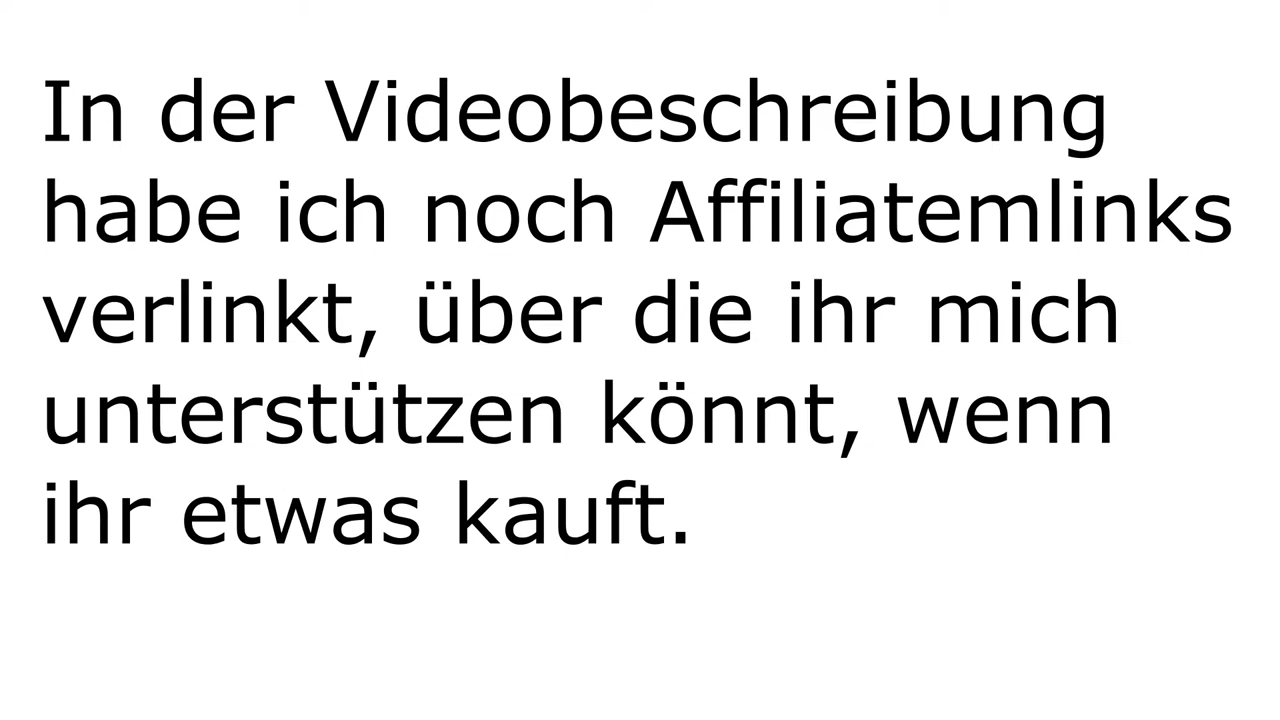 In der Videobeschreibung
habe ich noch Affiliatemlinks
verlinkt, über die ihr mich
unterstützen könnt, wenn
ihr etwas kauft.